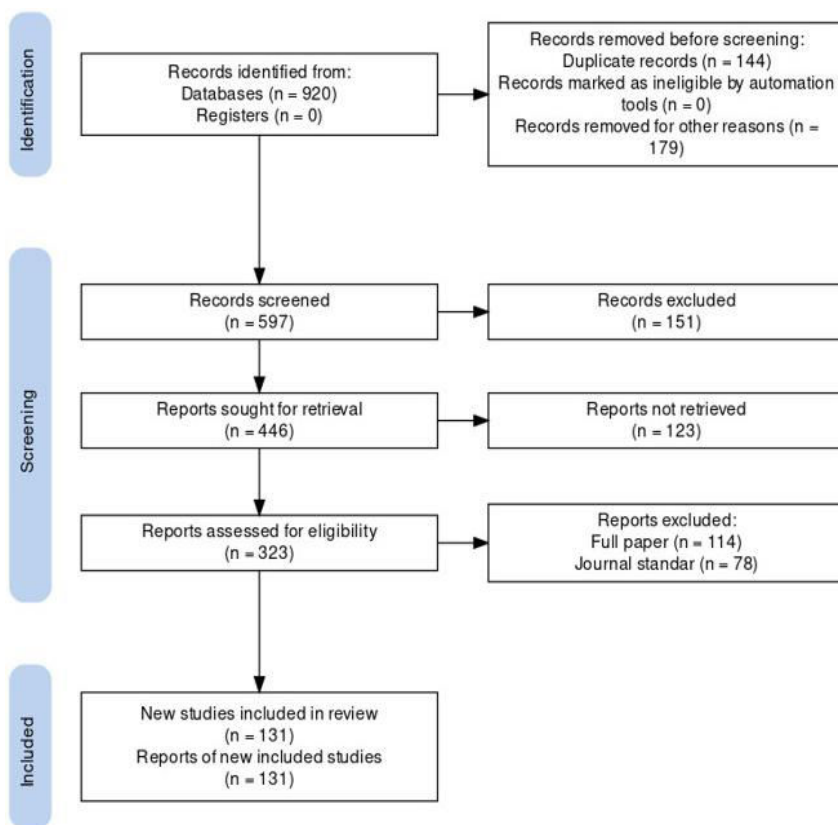 Identification
Records identified from:
Databases (n = 920)
Registers (n = 0)
Records removed before screening:
Duplicate records (n = 144)
Records marked as ineligible by automation
tools (n = 0)
Records removed for other reasons (n =
179)
Screening
Records screened
(n = 597)
Records excluded
(n = 151)
Reports sought for retrieval
(n = 446)
Reports not retrieved
(n = 123)
Reports assessed for eligibility
(n = 323)
Reports excluded:
Full paper (n = 114)
Journal standar (n = 78)
Included
New studies included in review
(n = 131)
Reports of new included studies
(n = 131)